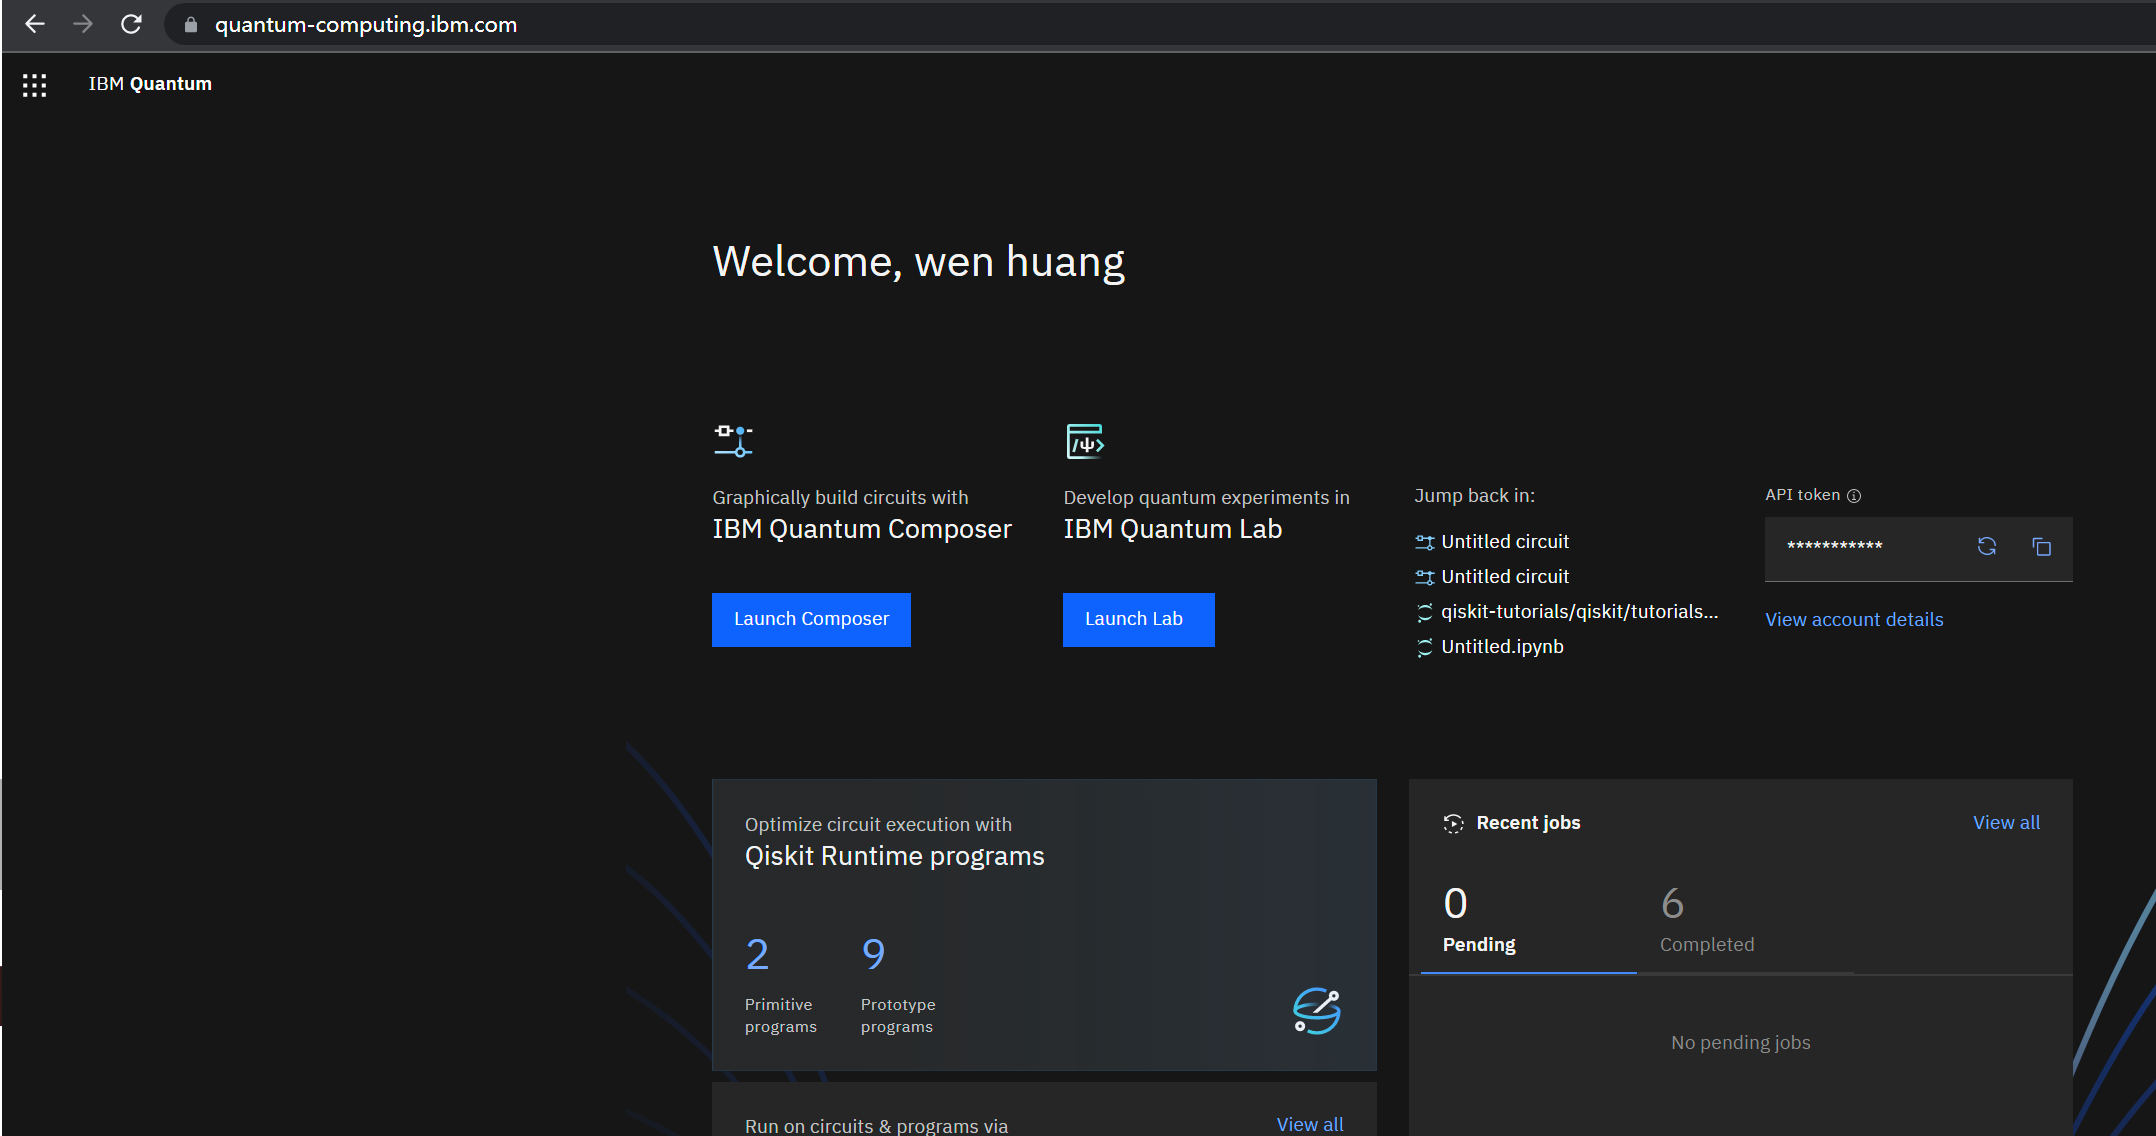 quantum-computing.ibm.com
IBM Quantum
Welcome, wen huang
Graphically build circuits with
IBM Quantum Composer
Launch Composer
Develop quantum experiments in
IBM Quantum Lab
Launch Lab
Jump back in:
Untitled circuit
Untitled circuit
qiskit-tutorials/qiskit/tutorials...
Untitled.ipynb
API token
***********
View account details
Optimize circuit execution with
Qiskit Runtime programs
2
Primitive
programs
9
Prototype
programs
Recent jobs
View all
0
Pending
6
Completed
No pending jobs
Run on circuits & programs via
View all